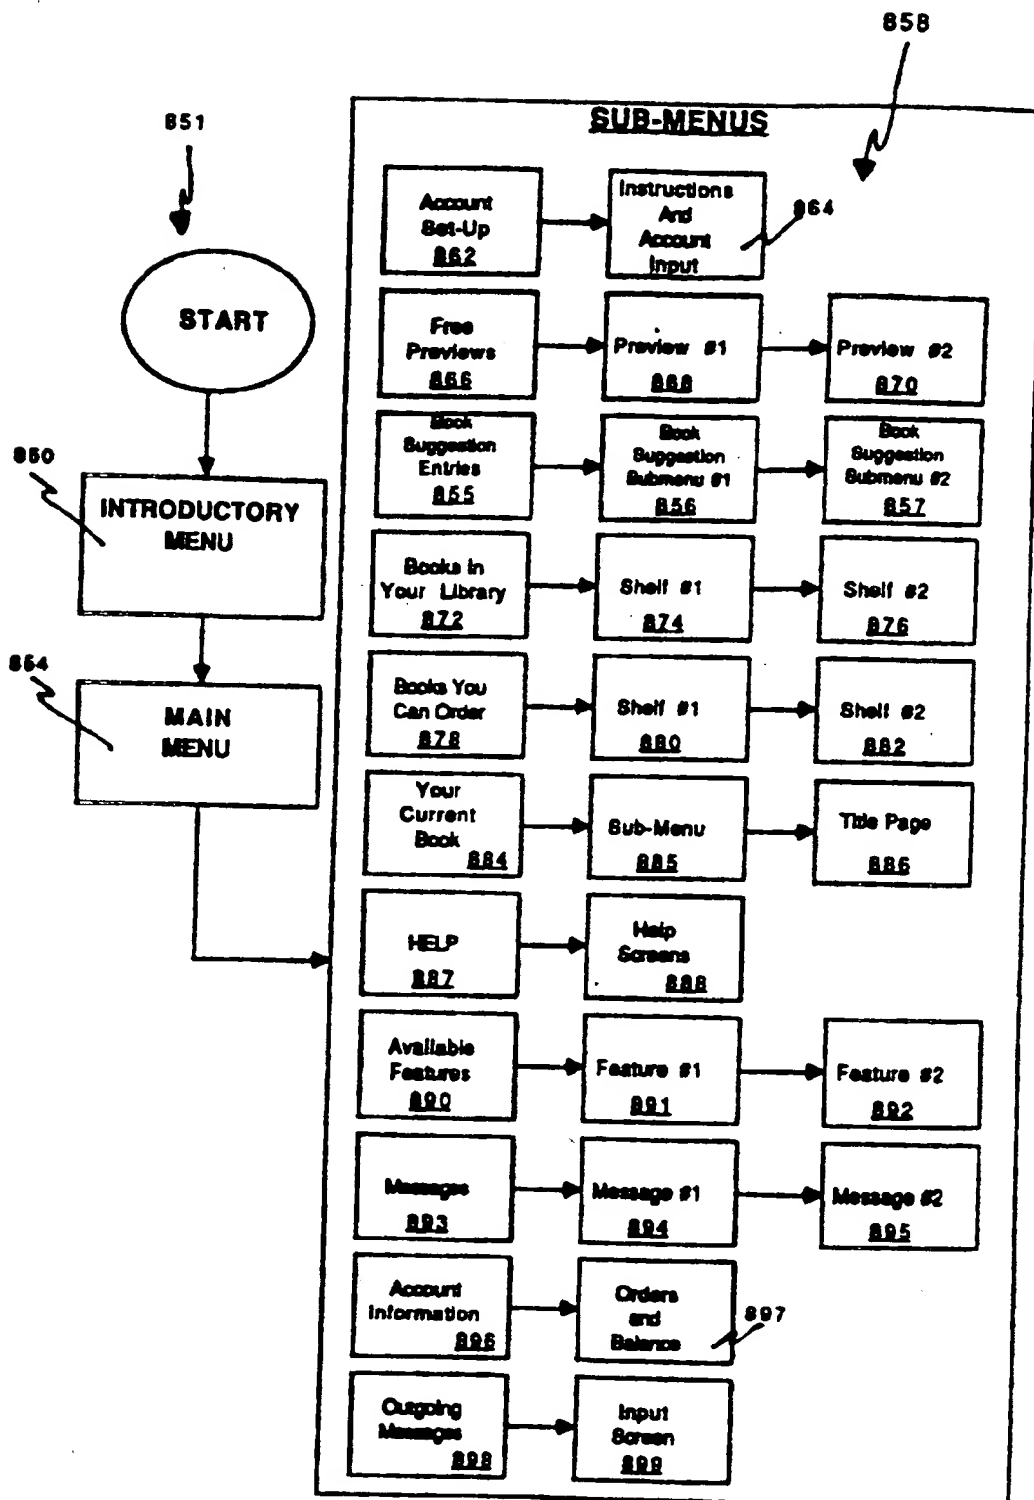 858
851
SUB-MENUS
START
850
INTRODUCTORY
MENU
854
MAIN
MENU
Account
Set-Up
862
Instructions
And
Account
Input
864
Free
Previews
866
Preview #1
868
Preview #2
870
Book
Suggestion
Entries
855
Book
Suggestion
Submenu #1
856
Book
Suggestion
Submenu #2
857
Books In
Your Library
872
Shelf #1
874
Shelf #2
876
Books You
Can Order
878
Shelf #1
880
Shelf #2
882
Your
Current
Book
884
Sub-Menu
885
Title Page
886
HELP
887
Help
Screens
888
Available
Features
890
Feature #1
891
Feature #2
892
Messages
893
Message #1
894
Message #2
895
Account
Information
896
Orders
and
Balance
897
Outgoing
Messages
898
Input
Screen
899